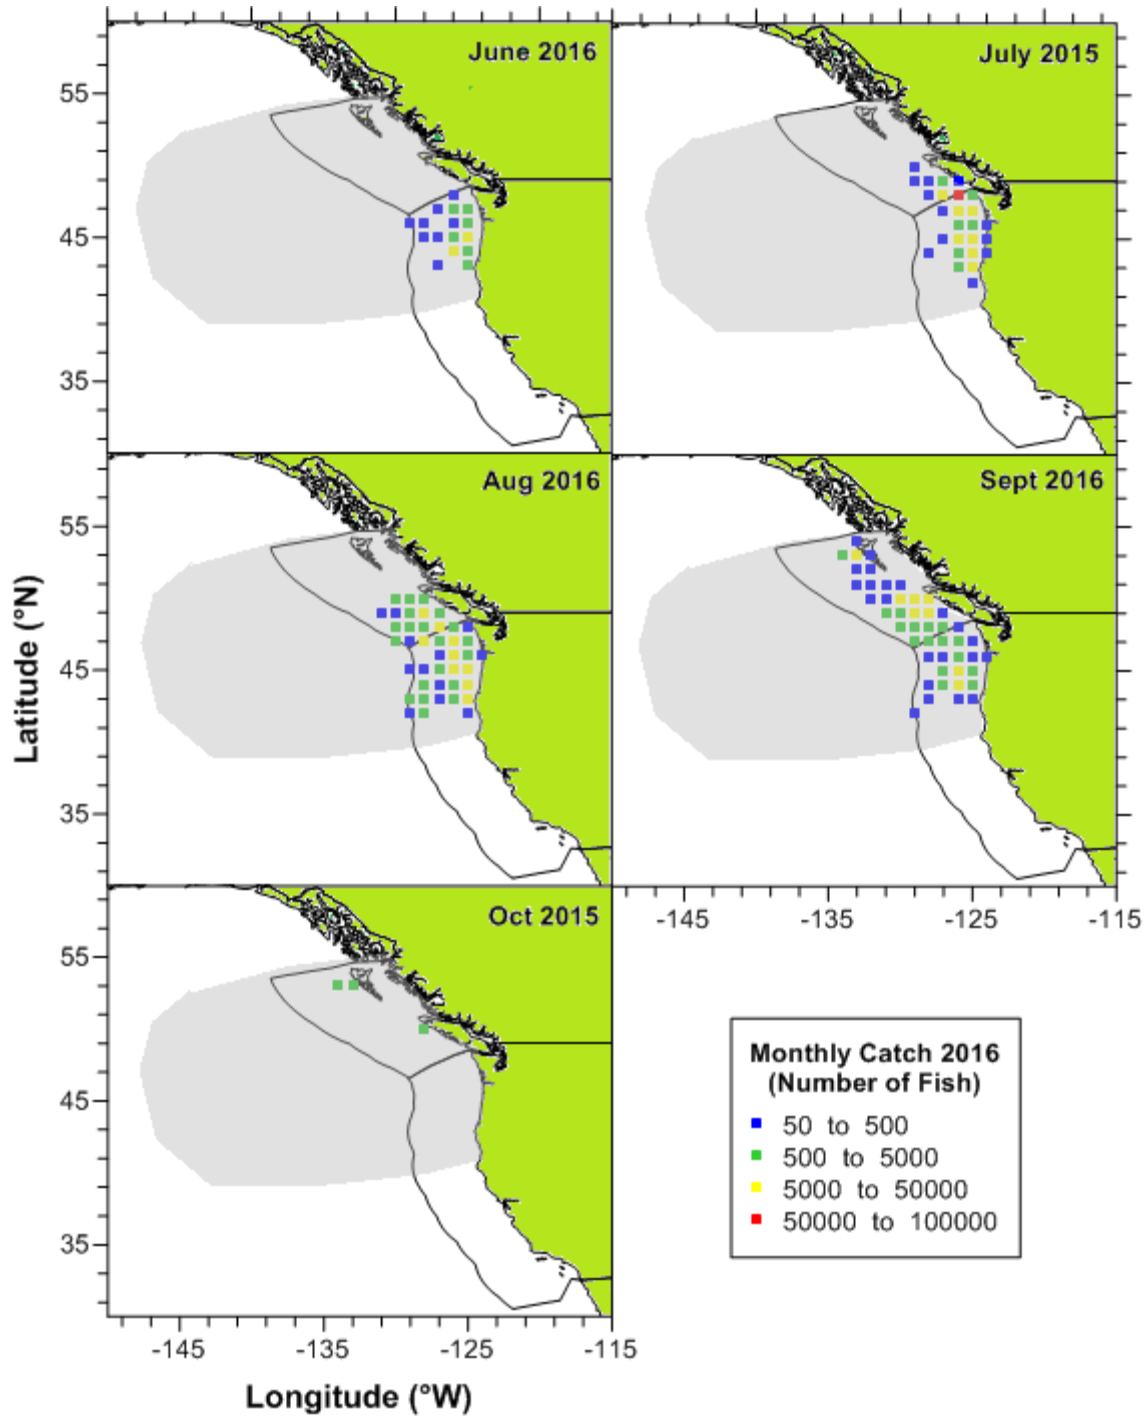 June 2016
July 2015
55
45
35
Aug 2016
Sept 2016
55
45
35
Latitude (°N)
Oct 2015
-145 -135 -125 -115
55
45
35
Monthly Catch 2016
(Number of Fish)
50 to 500
500 to 5000
5000 to 50000
50000 to 100000
-145 -135 -125 -115
Longitude (°W)